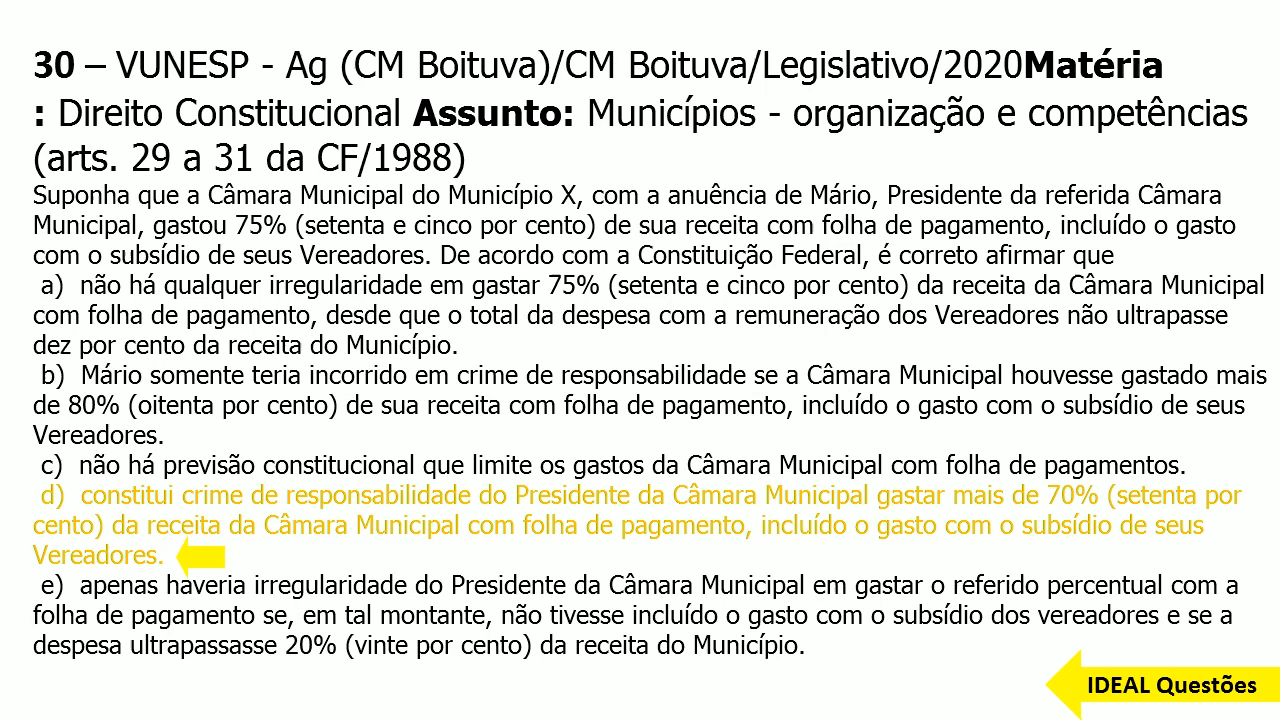 30 – VUNESP - Ag (CM Boituva)/CM Boituva/Legislativo/2020Matéria
: Direito Constitucional Assunto: Municípios - organização e competências
(arts. 29 a 31 da CF/1988)
Suponha que a Câmara Municipal do Município X, com a anuência de Mário, Presidente da referida Câmara
Municipal, gastou 75% (setenta e cinco por cento) de sua receita com folha de pagamento, incluído o gasto
com o subsídio de seus Vereadores. De acordo com a Constituição Federal, é correto afirmar que
a) não há qualquer irregularidade em gastar 75% (setenta e cinco por cento) da receita da Câmara Municipal
com folha de pagamento, desde que o total da despesa com a remuneração dos Vereadores não ultrapasse
dez por cento da receita do Município.
b) Mário somente teria incorrido em crime de responsabilidade se a Câmara Municipal houvesse gastado mais
de 80% (oitenta por cento) de sua receita com folha de pagamento, incluído o gasto com o subsídio de seus
Vereadores.
c) não há previsão constitucional que limite os gastos da Câmara Municipal com folha de pagamentos.
d) constitui crime de responsabilidade do Presidente da Câmara Municipal gastar mais de 70% (setenta por
cento) da receita da Câmara Municipal com folha de pagamento, incluído o gasto com o subsídio de seus
Vereadores.
e) apenas haveria irregularidade do Presidente da Câmara Municipal em gastar o referido percentual com a
folha de pagamento se, em tal montante, não tivesse incluído o gasto com o subsídio dos vereadores e se a
despesa ultrapassasse 20% (vinte por cento) da receita do Município.
IDEAL Questões